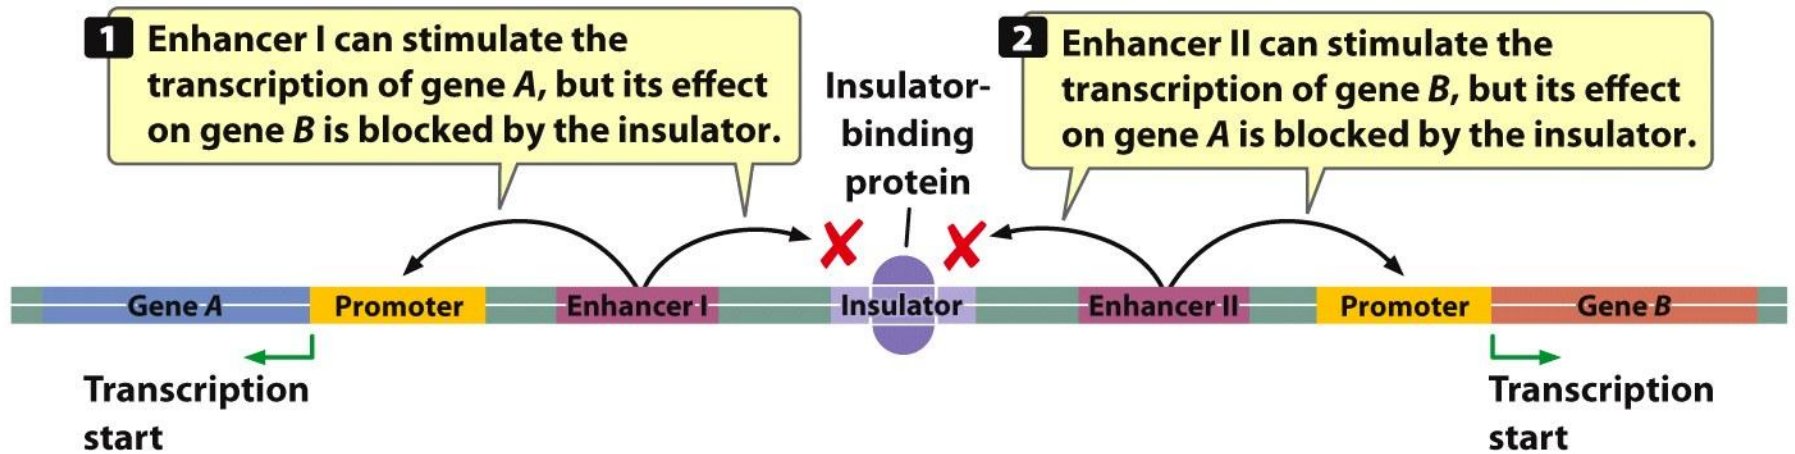 1 Enhancer I can stimulate the
transcription of gene A, but its effect
on gene B is blocked by the insulator.
Insulator-
binding
protein
2 Enhancer II can stimulate the
transcription of gene B, but its effect
on gene A is blocked by the insulator.
Gene A Promoter Enhancer I Insulator Enhancer II Promoter Gene B
Transcription
start
Transcription
start